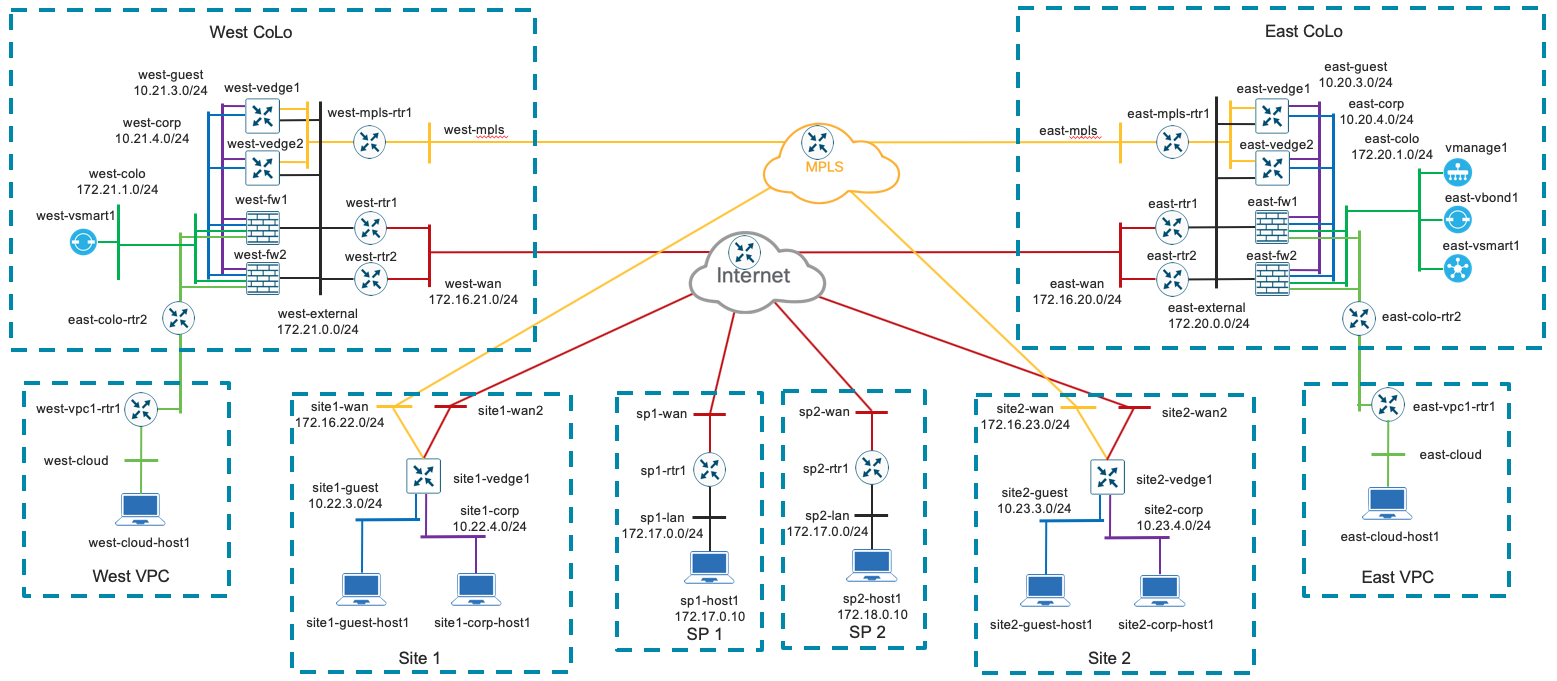 West CoLo
west-guest
10.21.3.0/24
west-vedge1
west-corp
10.21.4.0/24
west-mpls-rtr1
west-mpls
west-vedge2
west-colo
172.21.1.0/24
west-vsmart1
west-fw1
west-rtr1
west-fw2
west-rtr2
west-wan
172.16.21.0/24
west-external
172.21.0.0/24
east-colo-rtr2
MPLS
Internet
East CoLo
east-guest
10.20.3.0/24
east-vedge1
east-corp
10.20.4.0/24
east-mpls-rtr1
east-mpls
east-vedge2
east-colo
172.20.1.0/24
vmanage1
east-vbond1
east-vsmart1
east-rtr1
east-fw1
east-rtr2
east-fw2
east-wan
172.16.20.0/24
east-external
172.20.0.0/24
east-colo-rtr2
west-vpc1-rtr1
west-cloud
west-cloud-host1
West VPC
site1-wan
172.16.22.0/24
site1-wan2
site1-vedge1
site1-guest
10.22.3.0/24
site1-corp
10.22.4.0/24
site1-guest-host1
site1-corp-host1
Site 1
sp1-wan
sp1-rtr1
sp1-lan
172.17.0.0/24
sp1-host1
172.17.0.10
SP 1
sp2-wan
sp2-rtr1
sp2-lan
172.17.0.0/24
sp2-host1
172.18.0.10
SP 2
site2-wan
172.16.23.0/24
site2-wan2
site2-vedge1
site2-guest
10.23.3.0/24
site2-corp
10.23.4.0/24
site2-guest-host1
site2-corp-host1
Site 2
east-vpc1-rtr1
east-cloud
east-cloud-host1
East VPC